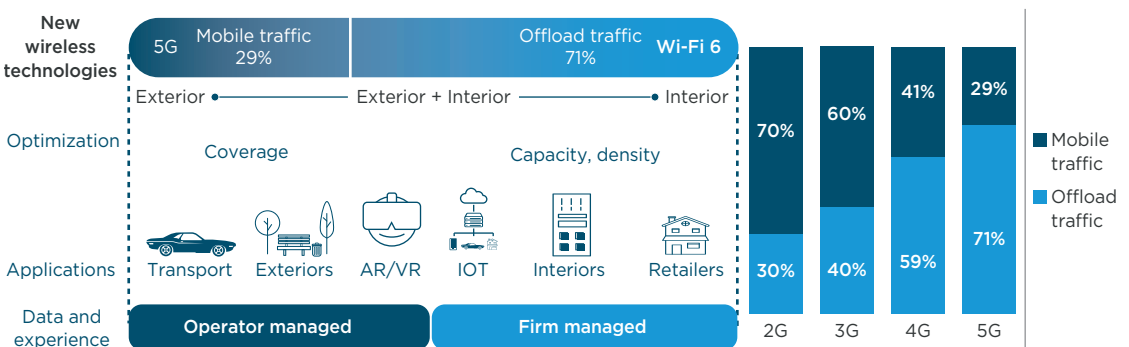 New
wireless
technologies
5G
Mobile traffic
29%
Offload traffic
71%
Wi-Fi 6
Exterior
Exterior + Interior
Interior
Optimization
Coverage
Capacity, density
Applications
Transport
Exteriors
AR/VR
IOT
Interiors
Retailers
Data and
experience
Operator managed
Firm managed
70%
30%
2G
60%
40%
3G
41%
59%
4G
29%
71%
5G
Mobile
traffic
Offload
traffic